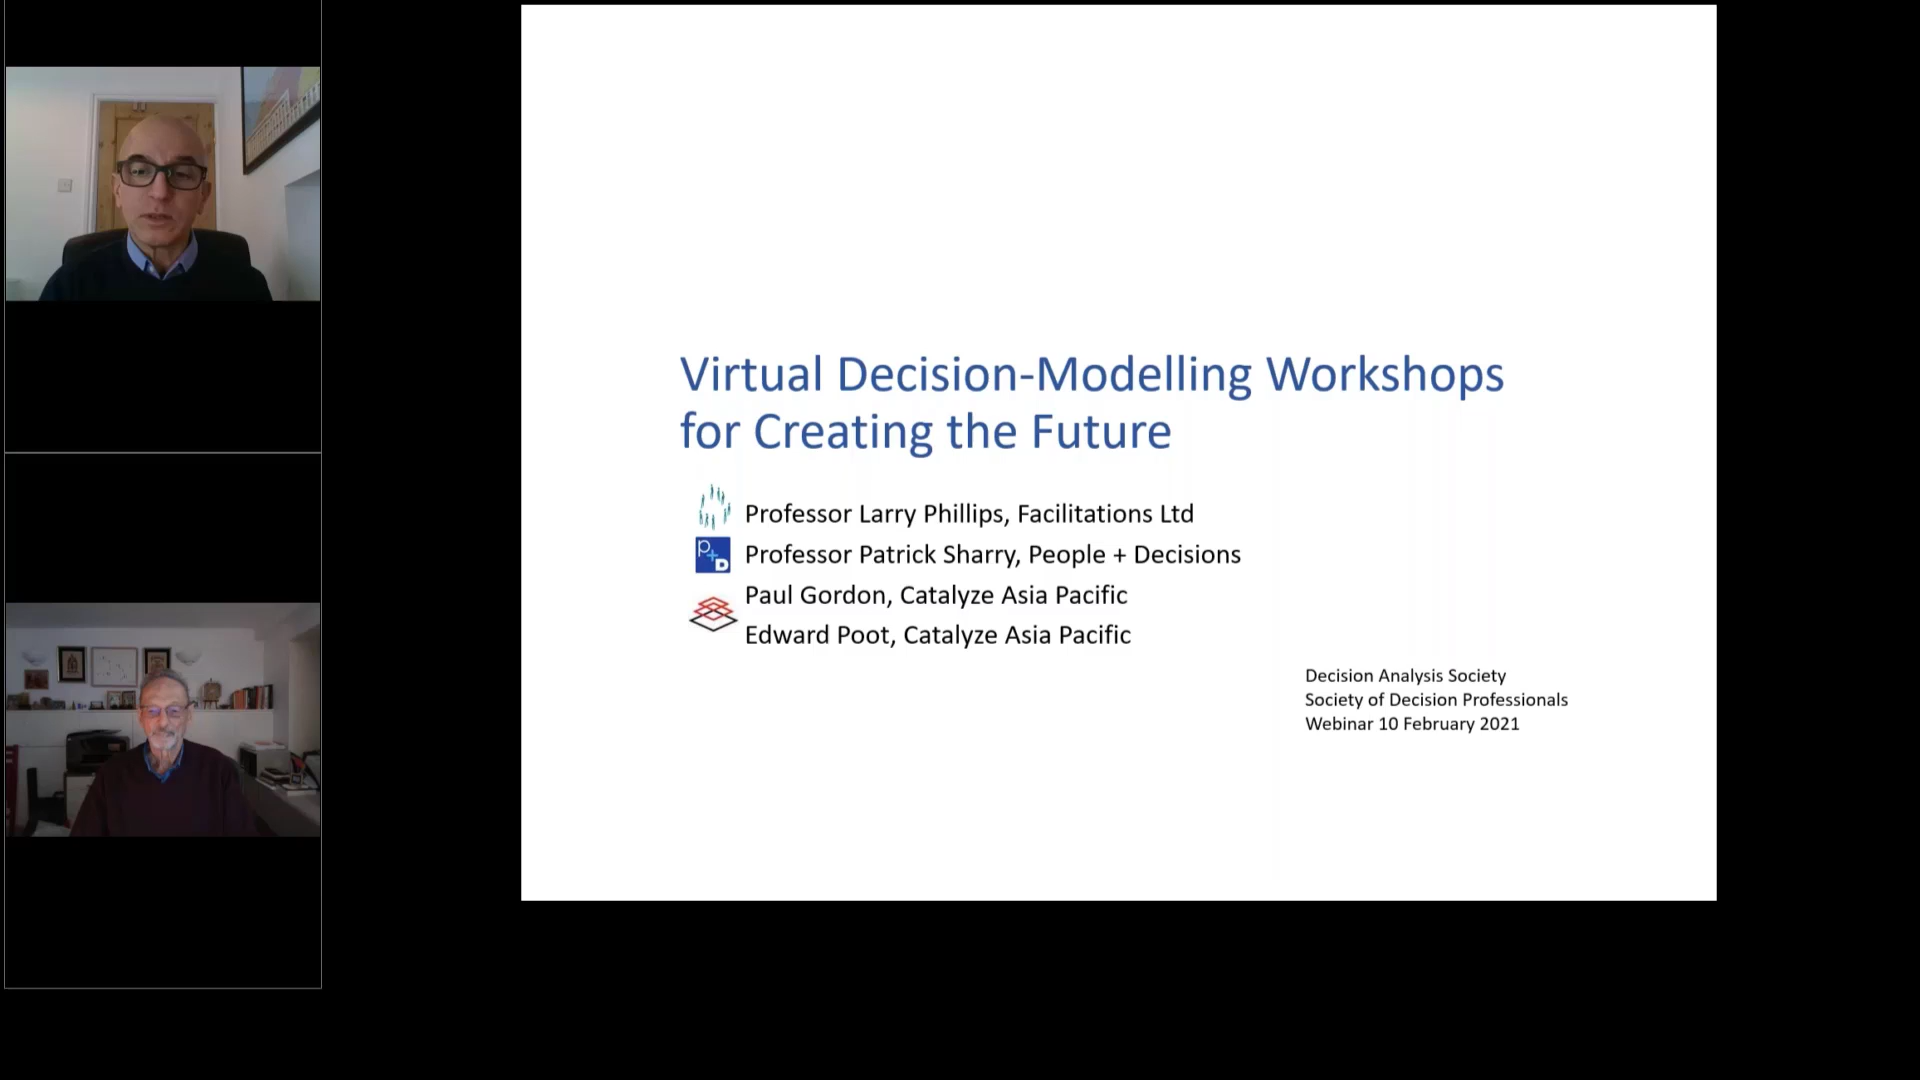 Virtual Decision-Modelling Workshops
for Creating the Future
Professor Larry Phillips, Facilitations Ltd
P+D
Professor Patrick Sharry, People + Decisions
Paul Gordon, Catalyze Asia Pacific
Edward Poot, Catalyze Asia Pacific
Decision Analysis Society
Society of Decision Professionals
Webinar 10 February 2021